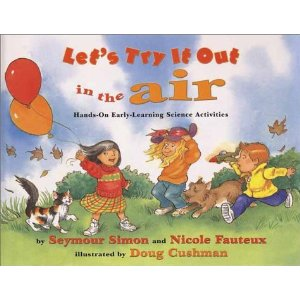 Let's Try It Out
in the air
Hands-On Early-Learning Science Activities
by Seymour Simon and Nicole Fauteux
illustrated by Doug Cushman